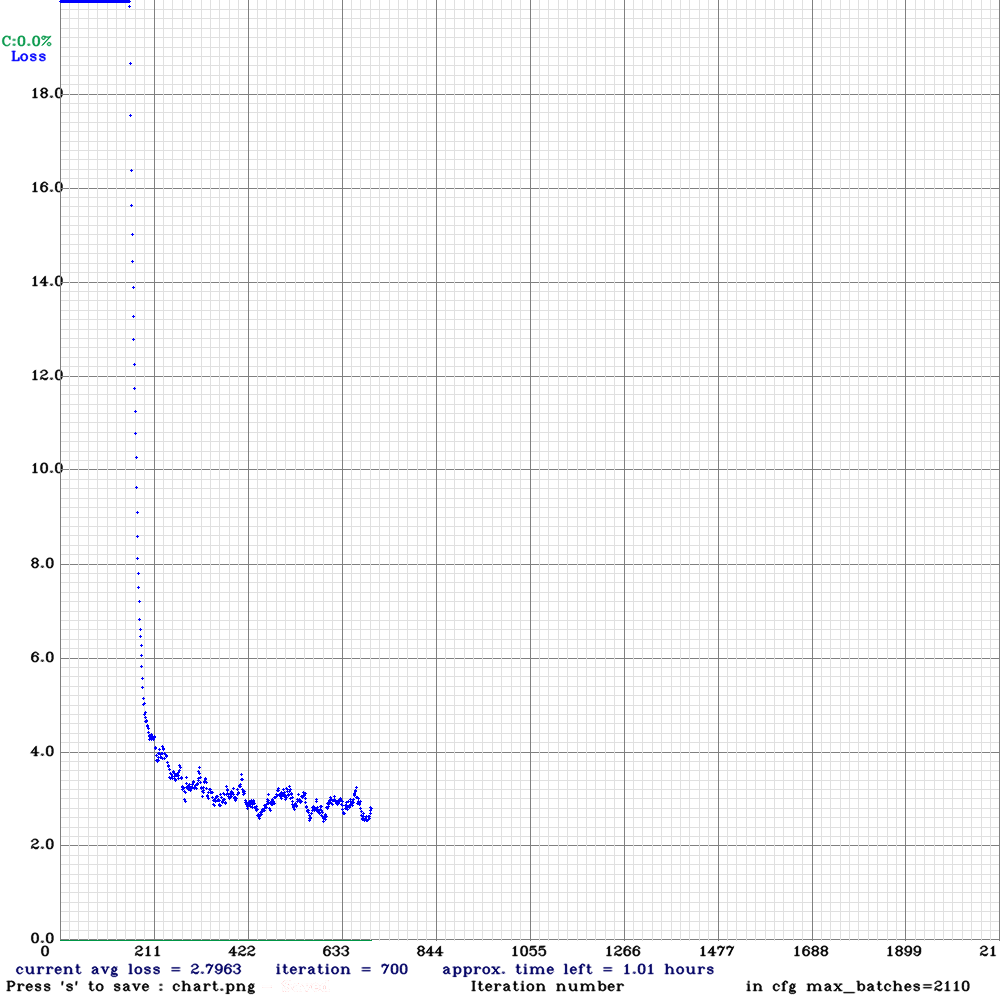 C:0.0%
Loss
18.0
16.0
14.0
12.0
10.0
8.0
6.0
4.0
2.0
0.0
0 211 422 633 844 1055 1266 1477 1688 1899 21
current avg loss = 2.7963 iteration = 700 approx. time left = 1.01 hours
Press 's' to save : chart.png Iteration number in cfg max_batches=2110